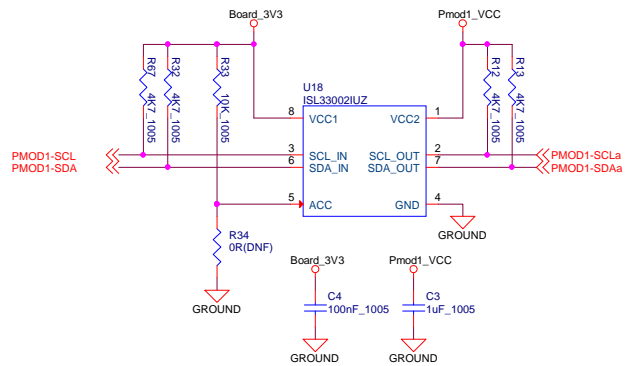 Board_3V3
Pmod1_VCC
R67
4K7_1005
R32
4K7_1005
R33
10K_1005
U18
ISL33002IUZ
R12
4K7_1005
R13
4K7_1005
8 VCC1 VCC2 1
PMOD1-SCL 3 SCL_IN SCL_OUT 2 PMOD1-SCLa
PMOD1-SDA 6 SDA_IN SDA_OUT 7 PMOD1-SDAa
5 ACC GND 4
R34
0R(DNF)
GROUND
GROUND
Board_3V3
Pmod1_VCC
C4
100nF_1005
C3
1uF_1005
GROUND
GROUND